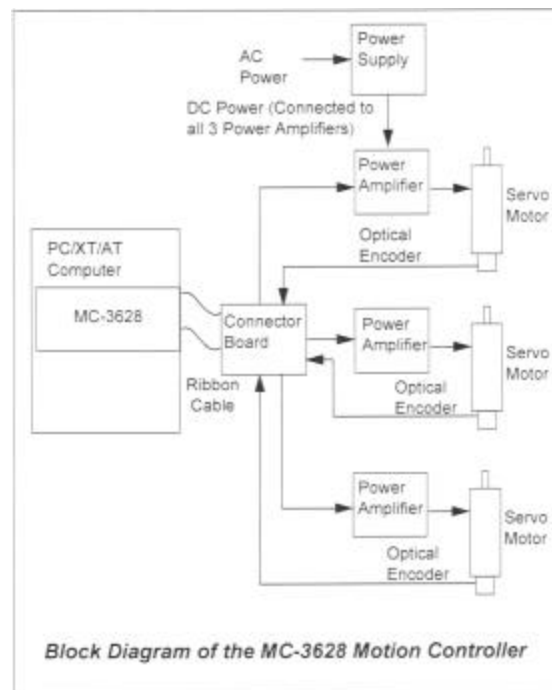 AC
Power
Power
Supply
DC Power (Connected to
all 3 Power Amplifiers)
Power
Amplifier
Servo
Motor
Optical
Encoder
PC/XT/AT
Computer
MC-3628
Connector
Board
Ribbon
Cable
Power
Amplifier
Servo
Motor
Optical
Encoder
Power
Amplifier
Servo
Motor
Optical
Encoder
Block Diagram of the MC-3628 Motion Controller